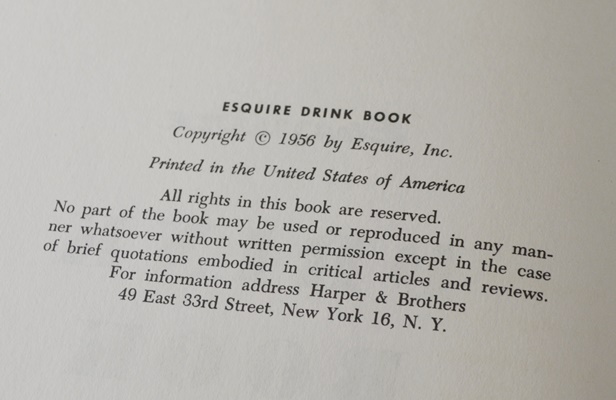 ESQUIRE DRINK BOOK
Copyright © 1956 by Esquire, Inc.
Printed in the United States of America
All rights in this book are reserved.
No part of the book may be used or reproduced in any man-
ner whatsoever without written permission except in the case
of brief quotations embodied in critical articles and reviews.
For information address Harper & Brothers
49 East 33rd Street, New York 16, N. Y.